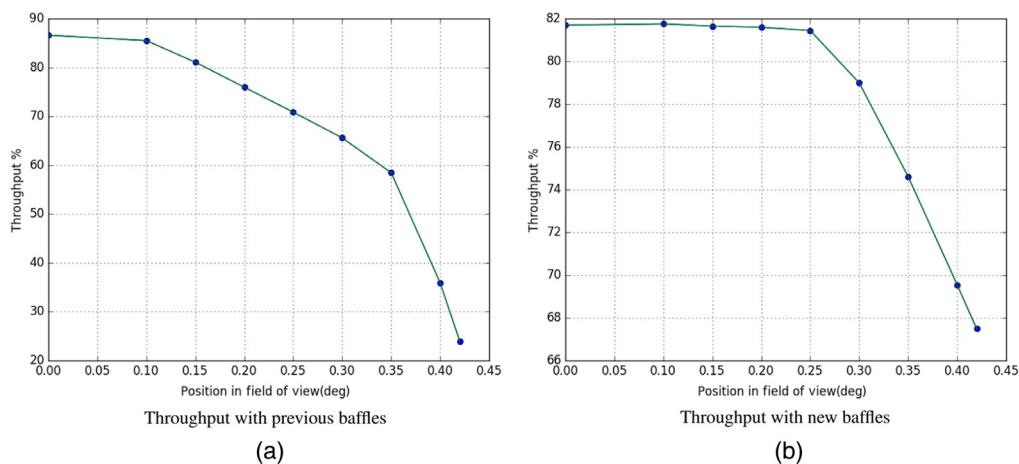 90
80
70
60
50
40
30
20
Throughput %
0.00 0.05 0.10 0.15 0.20 0.25 0.30 0.35 0.40 0.45
Position in field of view(deg)
Throughput with previous baffles
(a)
82
80
78
76
74
72
70
68
66
Throughput %
0.00 0.05 0.10 0.15 0.20 0.25 0.30 0.35 0.40 0.45
Position in field of view(deg)
Throughput with new baffles
(b)